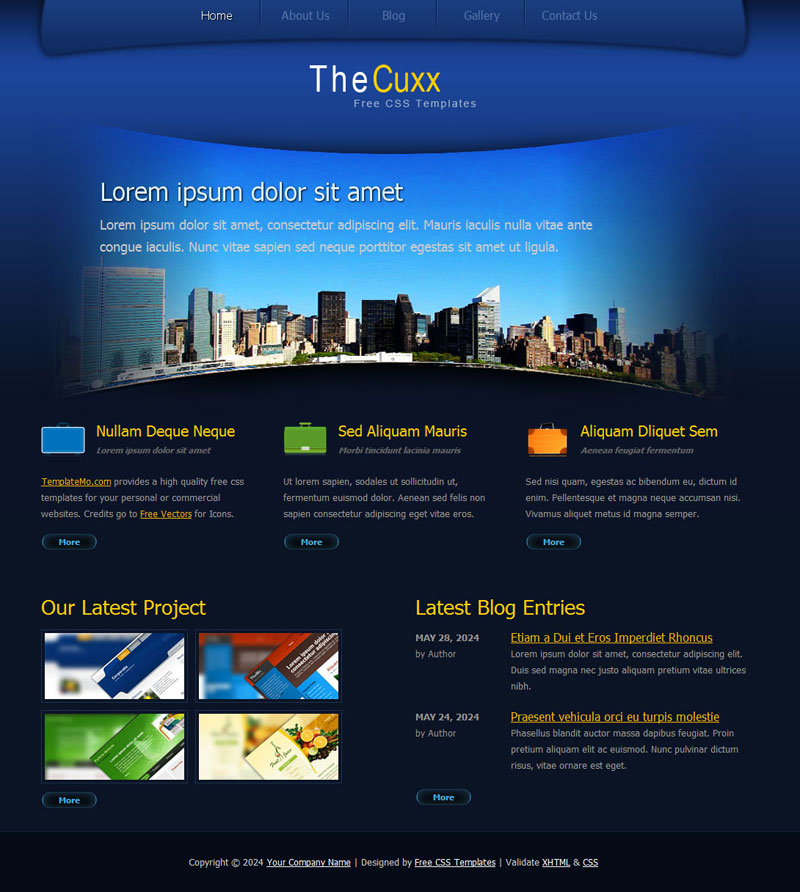 Home About Us Blog Gallery Contact Us
TheCuxx
Free CSS Templates
Lorem ipsum dolor sit amet
Lorem ipsum dolor sit amet, consectetur adipiscing elit. Mauris iaculis nulla vitae ante
congue iaculis. Nunc vitae sapien sed neque porttitor egestas sit amet ut ligula.
Nullam Deque Neque
Lorem ipsum dolor sit amet
TemplateMo.com provides a high quality free css
templates for your personal or commercial
websites. Credits go to Free Vectors for Icons.
More
Sed Aliquam Mauris
Morbi tincidunt lacinia mauris
Ut lorem sapien, sodales ut sollicitudin ut,
fermentum euismod dolor. Aenean sed felis non
sapien consectetur adipiscing eget vitae eros.
More
Aliquam Dliquet Sem
Aenean feugiat fermentum
Sed nisi quam, egestas ac bibendum eu, dictum id
enim. Pellentesque et magna neque accumsan nisi.
Vivamus aliquet metus id magna semper.
More
Our Latest Project
More
Latest Blog Entries
MAY 28, 2024
by Author
Etiam a Dui et Eros Imperdiet Rhoncus
Lorem ipsum dolor sit amet, consectetur adipiscing elit.
Duis sed magna nec justo aliquam pretium vitae ultrices
nibh.
MAY 24, 2024
by Author
Praesent vehicula orci eu turpis molestie
Phasellus blandit auctor massa dapibus feugiat. Proin
pretium aliquam elit ac euismod. Nunc pulvinar dictum
risus, vitae ornare est eget.
More
Copyright © 2024 Your Company Name | Designed by Free CSS Templates | Validate XHTML & CSS